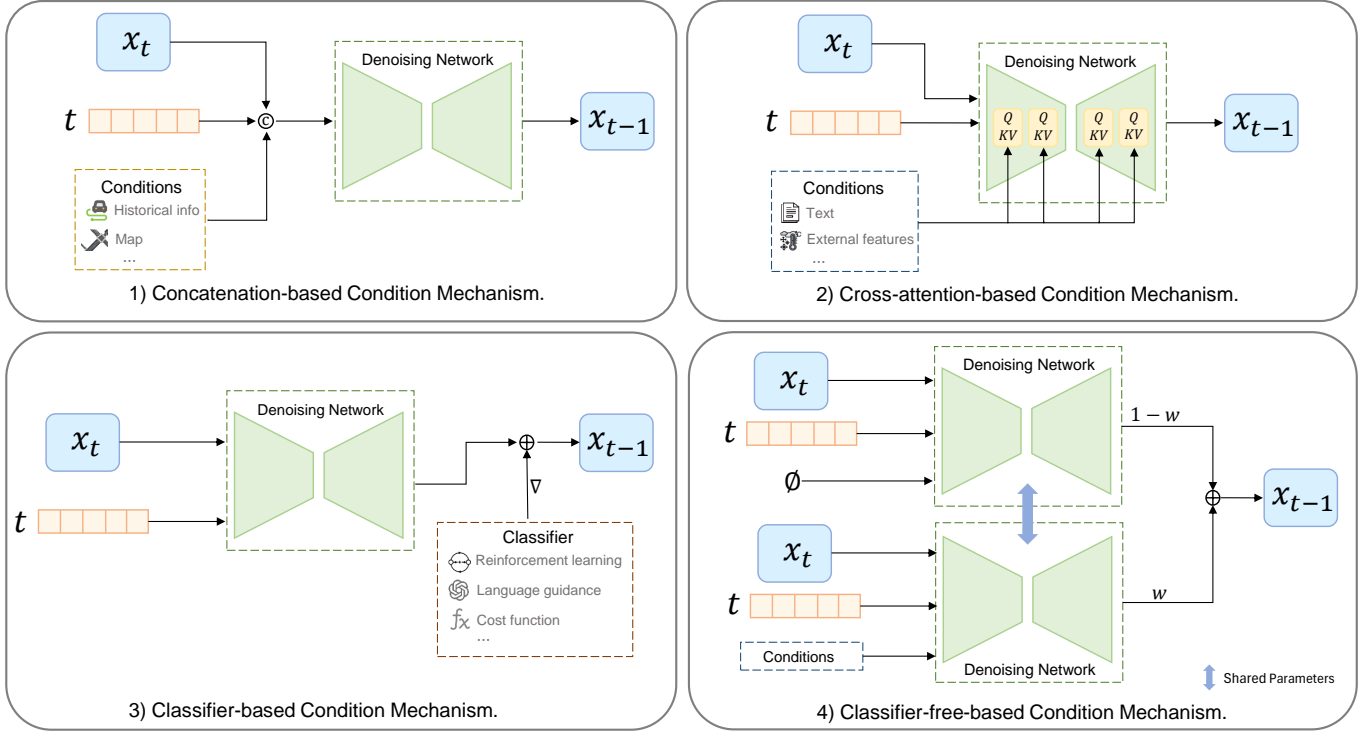 x_t
Denoising Network
t
©
x_{t-1}
Conditions
Historical info
Map
...
1) Concatenation-based Condition Mechanism.
x_t
Denoising Network
t
Q Q Q Q
KV KV KV KV
x_{t-1}
Conditions
Text
External features
...
2) Cross-attention-based Condition Mechanism.
Denoising Network
x_t
x_{t-1}
t
∇
Classifier
Reinforcement learning
Language guidance
fx Cost function
...
3) Classifier-based Condition Mechanism.
Denoising Network
x_t
1 − w
t
∅
x_{t-1}
x_t
t
w
Conditions
Denoising Network
Shared Parameters
4) Classifier-free-based Condition Mechanism.